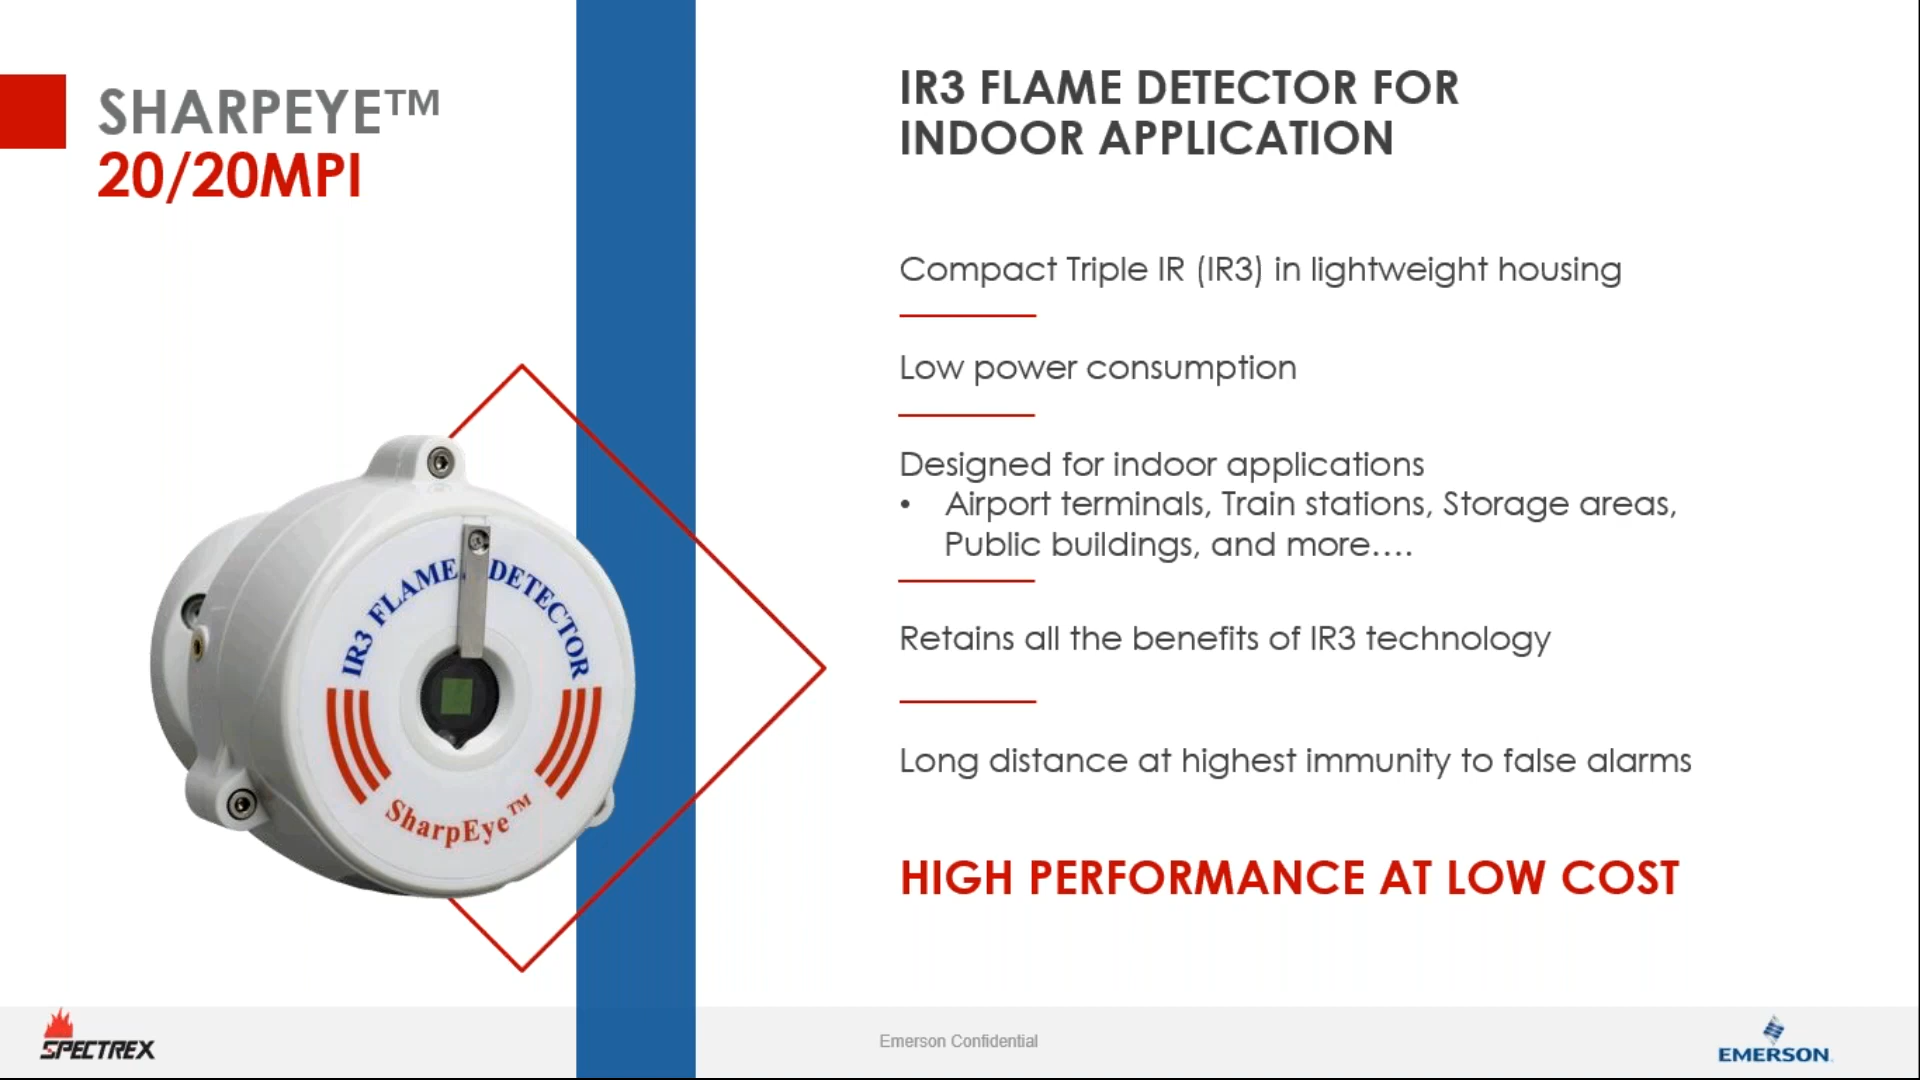 SHARPEYE™
20/20MPI
IR3 FLAME DETECTOR FOR
INDOOR APPLICATION
Compact Triple IR (IR3) in lightweight housing
Low power consumption
Designed for indoor applications
• Airport terminals, Train stations, Storage areas,
Public buildings, and more....
Retains all the benefits of IR3 technology
Long distance at highest immunity to false alarms
HIGH PERFORMANCE AT LOW COST
IR3 FLAME DETECTOR
SharpEye™
SPECTREX
Emerson Confidential
EMERSON